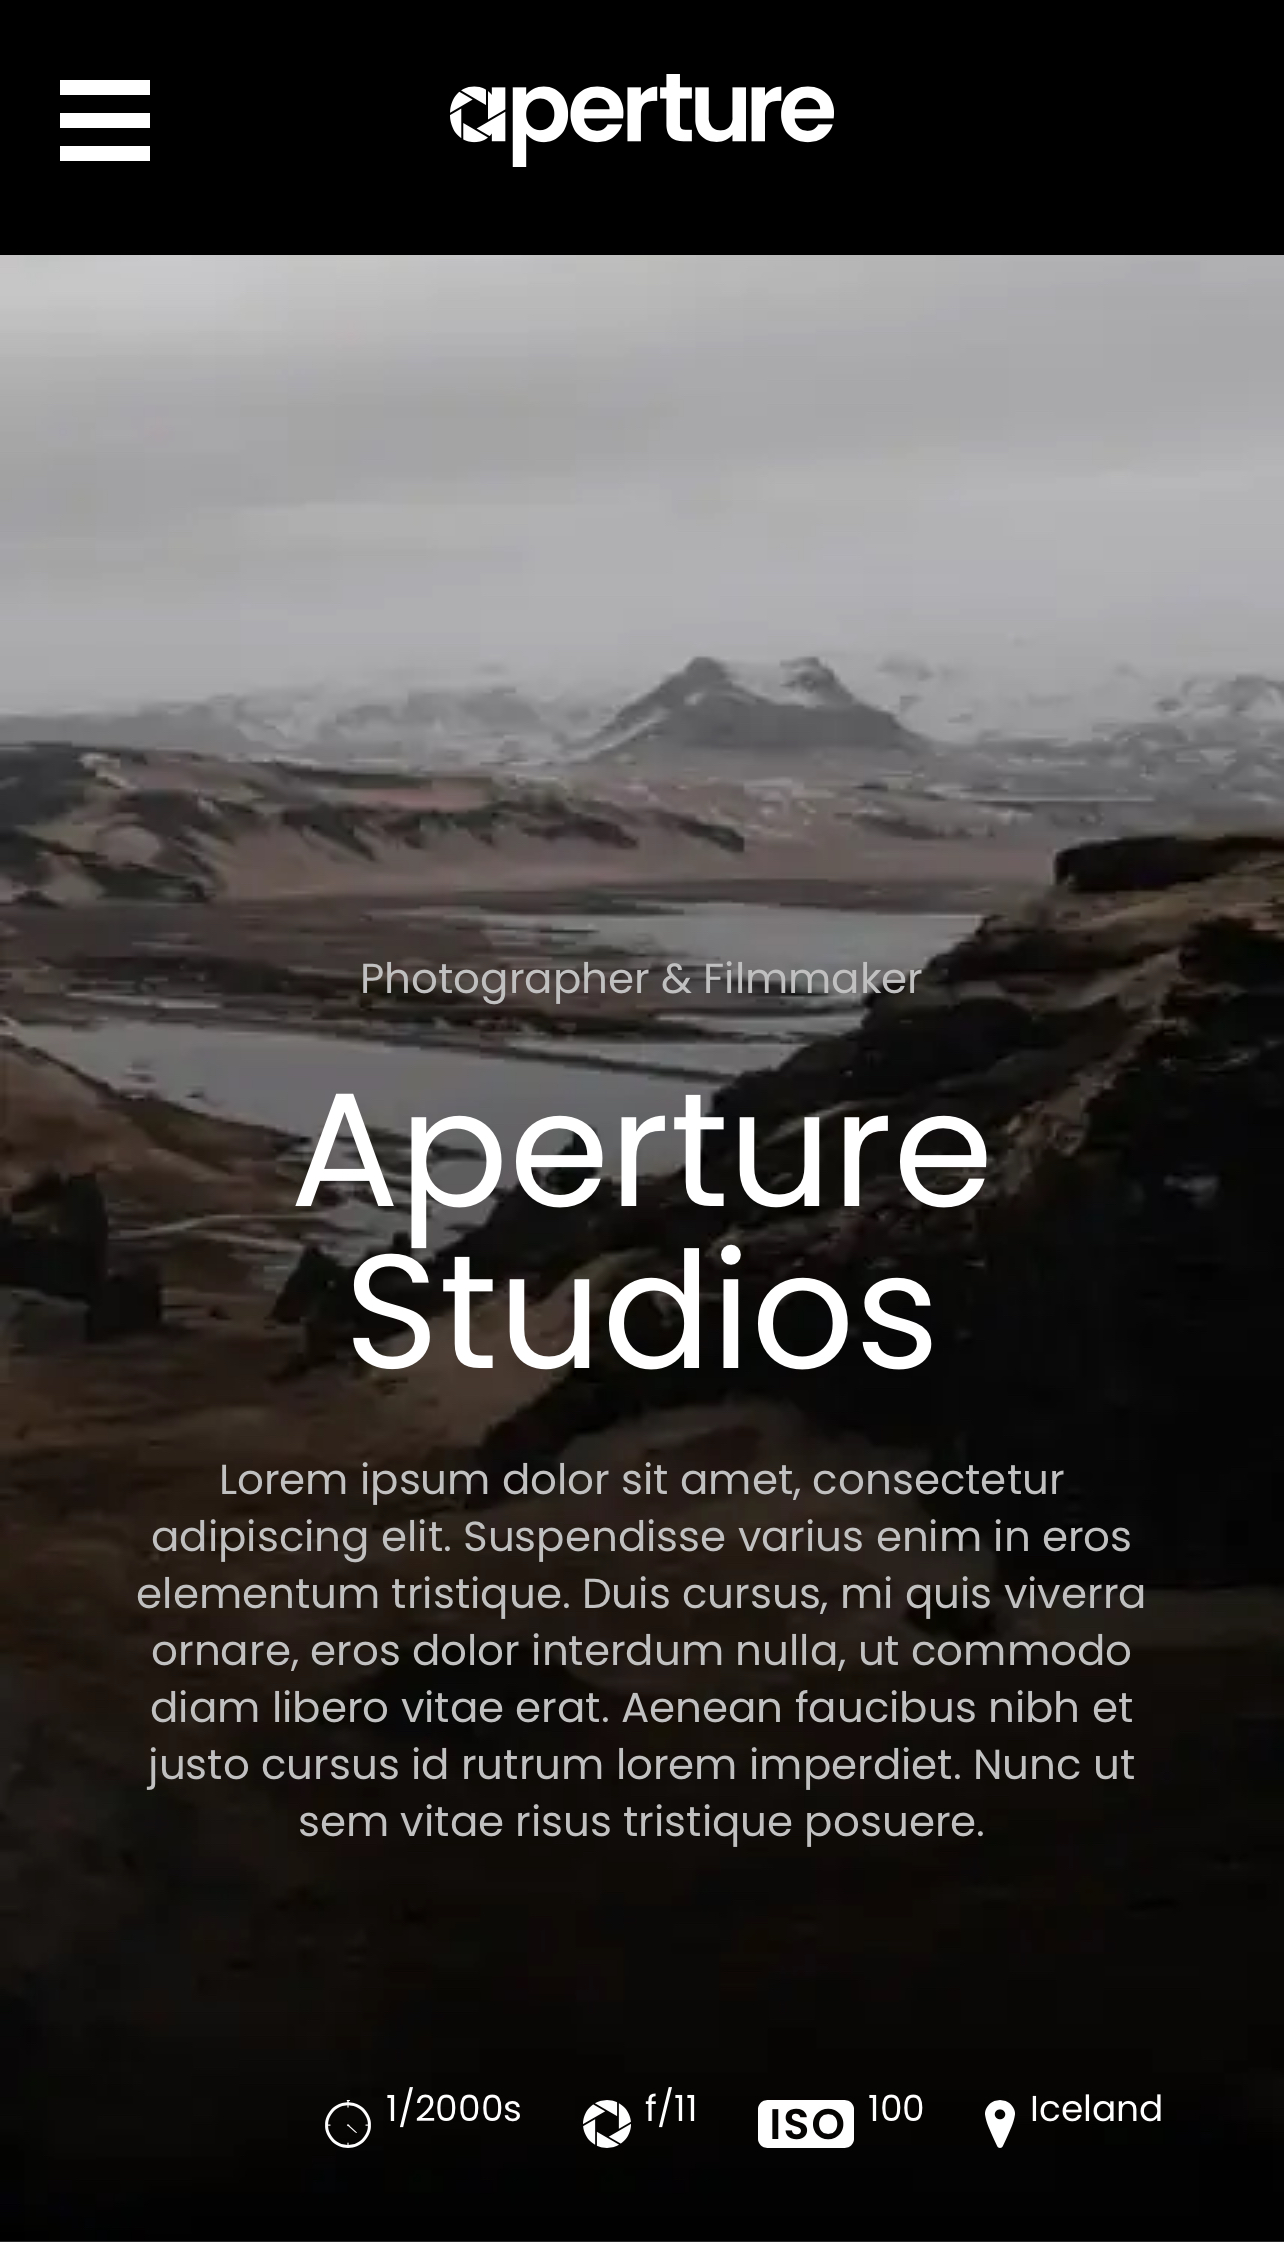 aperture
Photographer & Filmmaker
Aperture
Studios
Lorem ipsum dolor sit amet, consectetur
adipiscing elit. Suspendisse varius enim in eros
elementum tristique. Duis cursus, mi quis viverra
ornare, eros dolor interdum nulla, ut commodo
diam libero vitae erat. Aenean faucibus nibh et
justo cursus id rutrum lorem imperdiet. Nunc ut
sem vitae risus tristique posuere.
1/2000s f/11 ISO 100 Iceland